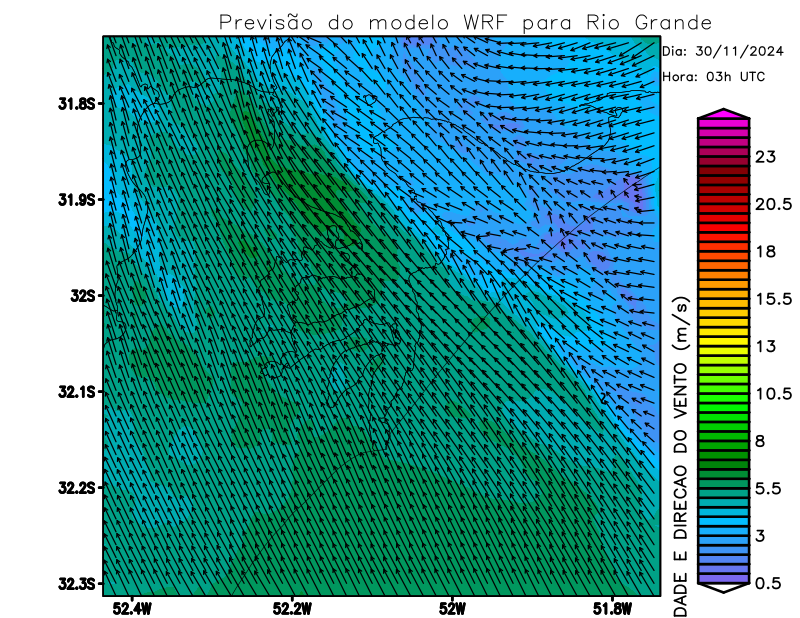 Previsão do modelo WRF para Rio Grande
Dia: 30/11/2024
Hora: 03h UTC
31.8S
31.9S
32S
32.1S
32.2S
32.3S
52.4W
52.2W
52W
51.8W
23
20.5
18
15.5
13
10.5
8
5.5
3
0.5
DADE E DIRECAO DO VENTO (m/s)